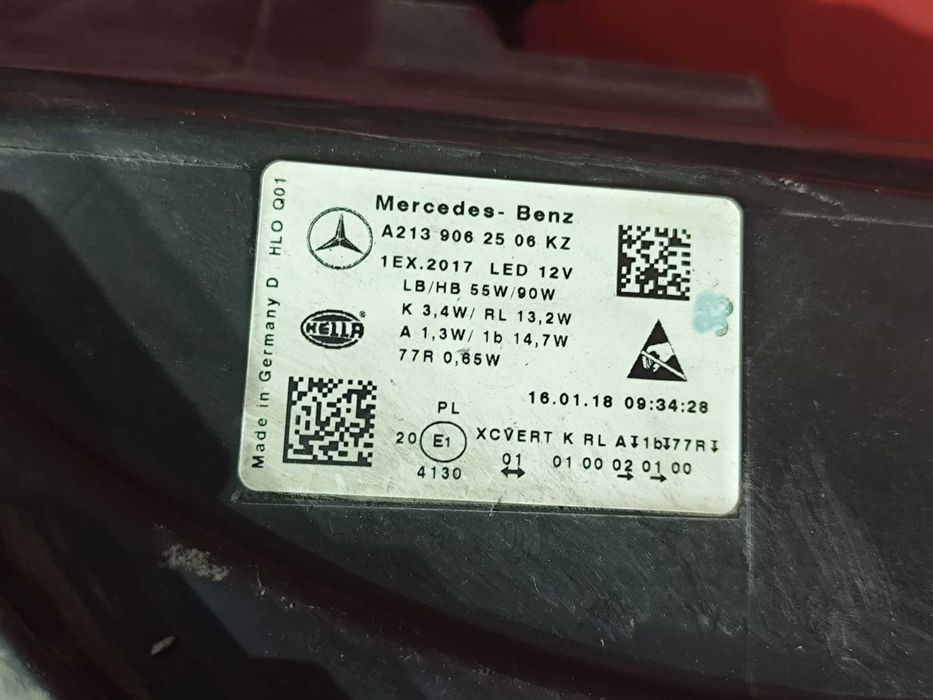 Mercedes- Benz
A213 906 25 06 KZ
1EX.2017 LED 12V
LB/HB 55W/90W
K 3,4W/ RL 13,2W
A 1,3W/ 1b 14,7W
77R 0,65W
HELLA
®
16.01.18 09:34:28
PL
20 E1 XCVERT K RL A↧1b↧77R↧
4130 01 01 00 02 01 00
Made in Germany D HLO Q01